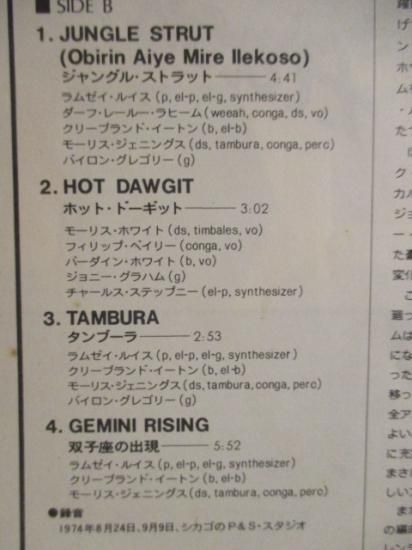 ■ SIDE B
1. JUNGLE STRUT
(Obirin Aiye Mire Ilekoso)
ジャングル・ストラット——4:41
ラムゼイ・ルイス (p, el-p, el-g, synthesizer)
ダーフ・レールー・ラヒーム (weeah, conga, ds, vo)
クリーブランド・イートン (b, el-b)
モーリス・ジェニングス (ds, tambura, conga, perc)
バイロン・グレゴリー (g)
2. HOT DAWGIT
ホット・ドーギット——3:02
モーリス・ホワイト (ds, timbales, vo)
フィリップ・ベイリー (conga, vo)
バーダイン・ホワイト (b, vo)
ジョニー・グラハム (g)
チャールス・ステップニー (el-p, synthesizer)
3. TAMBURA
タンブーラ——2:53
ラムゼイ・ルイス (p, el-p, el-g, synthesizer)
クリーブランド・イートン (b, el-b)
モーリス・ジェニングス (ds, tambura, conga, perc)
バイロン・グレゴリー (g)
4. GEMINI RISING
双子座の出現——5:52
ラムゼイ・ルイス (p, el-p, el-g, synthesizer)
クリーブランド・イートン (b, el-b)
モーリス・ジェニングス (ds, tambura, conga, perc)
●録音
1974年8月24日、9月9日、シカゴのP&S・スタジオ